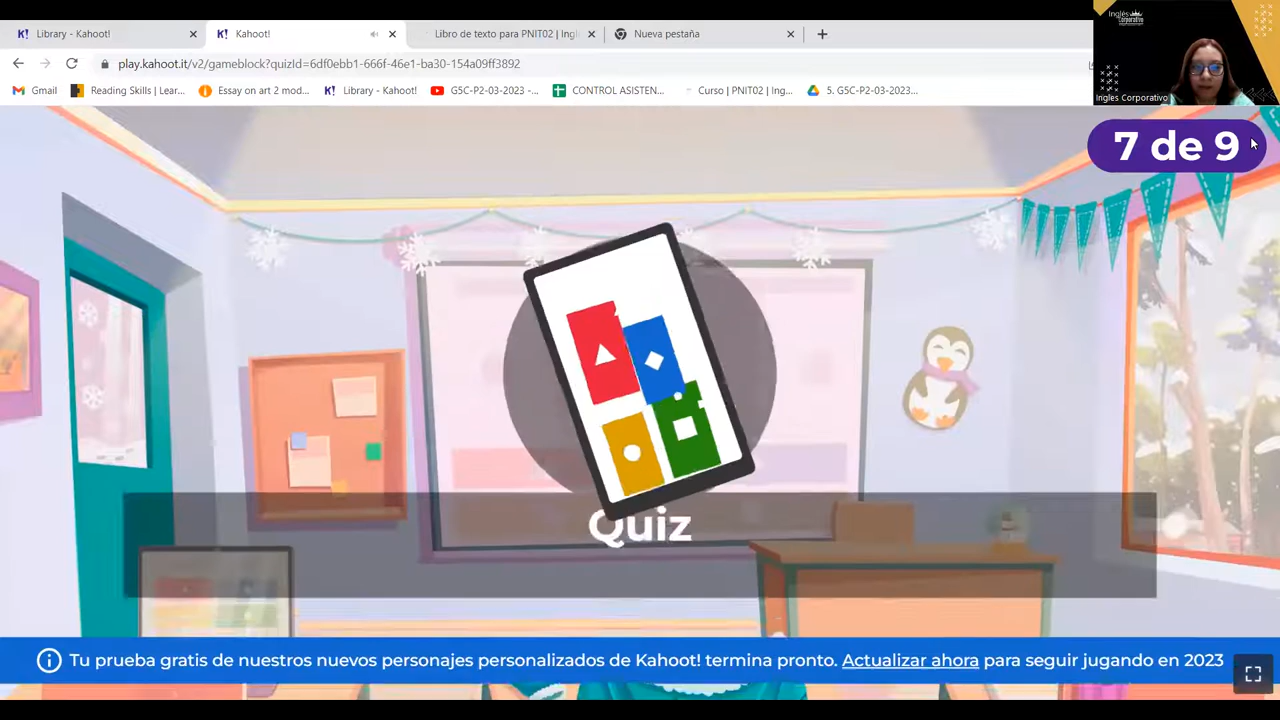 Library - Kahoot!
Kahoot!
Libro de texto para PNIT02 | Ingl
Nueva pestaña
play.kahoot.it/v2/gameblock?quizId=6df0ebb1-666f-46e1-ba30-154a09ff3892
Gmail
Reading Skills | Lear...
Essay on art 2 mod...
Library - Kahoot!
G5C-P2-03-2023 -...
CONTROL ASISTEN...
Curso | PNIT02 | Ing...
5. G5C-P2-03-2023...
Inglés
Corporativo
Ingles Corporativo
7 de 9
Quiz
Tu prueba gratis de nuestros nuevos personajes personalizados de Kahoot! termina pronto. Actualizar ahora para seguir jugando en 2023